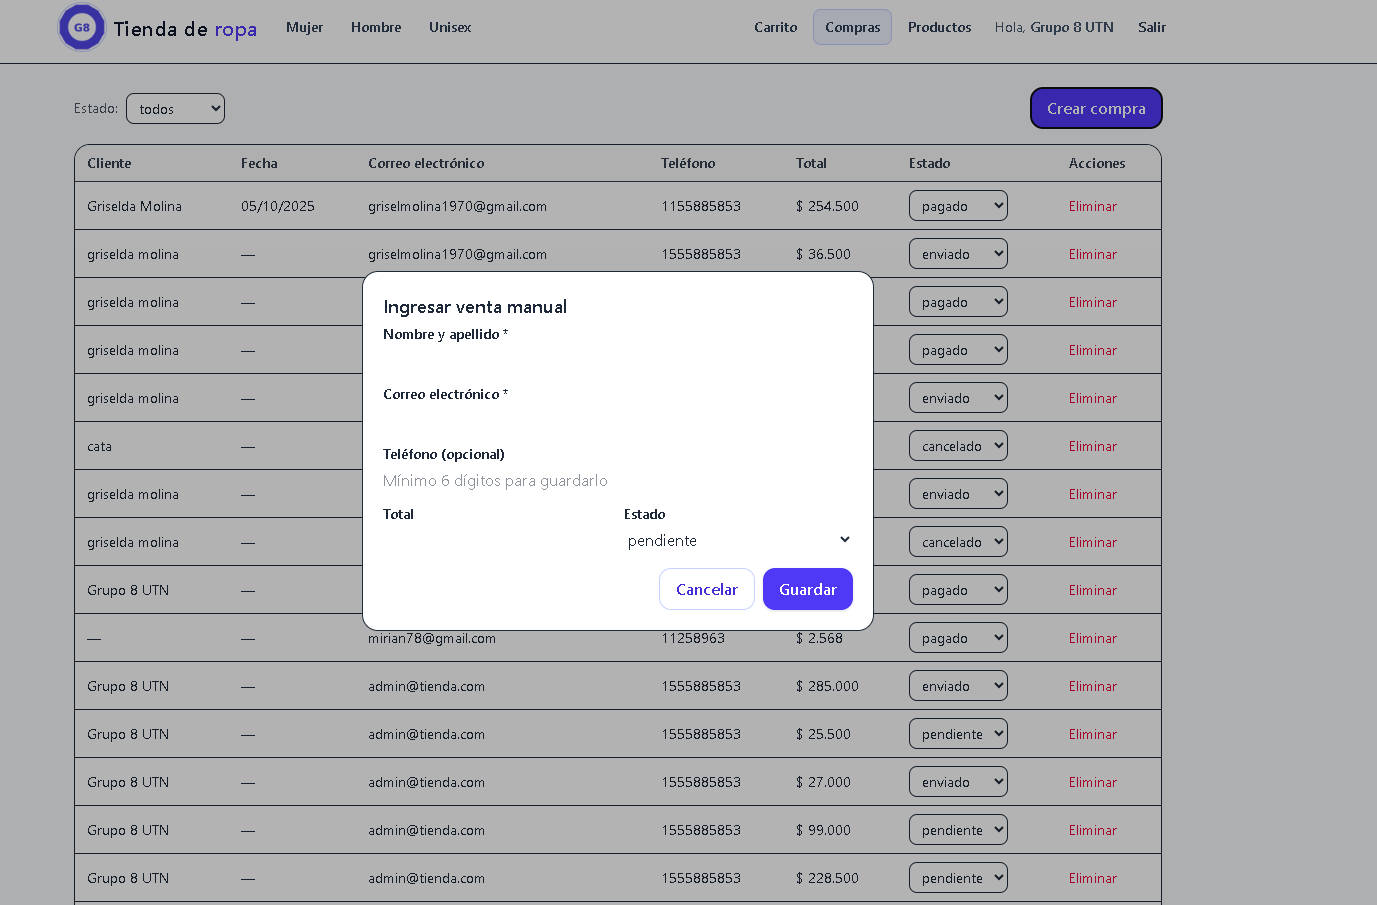 G8 Tienda de ropa Mujer Hombre Unisex Carrito Compras Productos Hola, Grupo 8 UTN Salir
Estado: todos Crear compra
Cliente Fecha Correo electrónico Teléfono Total Estado Acciones
Griselda Molina 05/10/2025 griselmolina1970@gmail.com 1155885853 $ 254.500 pagado Eliminar
griselda molina — griselmolina1970@gmail.com 1555885853 $ 36.500 enviado Eliminar
griselda molina — pagado Eliminar
griselda molina — pagado Eliminar
griselda molina — enviado Eliminar
cata — cancelado Eliminar
griselda molina — enviado Eliminar
griselda molina — cancelado Eliminar
Grupo 8 UTN — pagado Eliminar
— mirian78@gmail.com 11258963 $ 2.568 pagado Eliminar
Grupo 8 UTN — admin@tienda.com 1555885853 $ 285.000 enviado Eliminar
Grupo 8 UTN — admin@tienda.com 1555885853 $ 25.500 pendiente Eliminar
Grupo 8 UTN — admin@tienda.com 1555885853 $ 27.000 enviado Eliminar
Grupo 8 UTN — admin@tienda.com 1555885853 $ 99.000 pendiente Eliminar
Grupo 8 UTN — admin@tienda.com 1555885853 $ 228.500 pendiente Eliminar
Ingresar venta manual
Nombre y apellido *
Correo electrónico *
Teléfono (opcional)
Mínimo 6 dígitos para guardarlo
Total Estado
pendiente
Cancelar Guardar